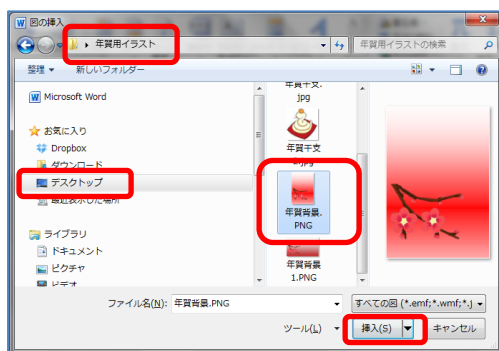 図の挿入
年賀用イラスト
年賀用イラストの検索
整理
新しいフォルダー
Microsoft Word
お気に入り
Dropbox
ダウンロード
デスクトップ
最近表示した場所
ライブラリ
ドキュメント
ピクチャ
ビデオ
年賀干支.
jpg
年賀干支
年賀背景.
PNG
年賀背景
1.PNG
ファイル名(N):
年賀背景.PNG
すべての図 (*.emf;*.wmf;*.j
ツール(L)
挿入(S)
キャンセル